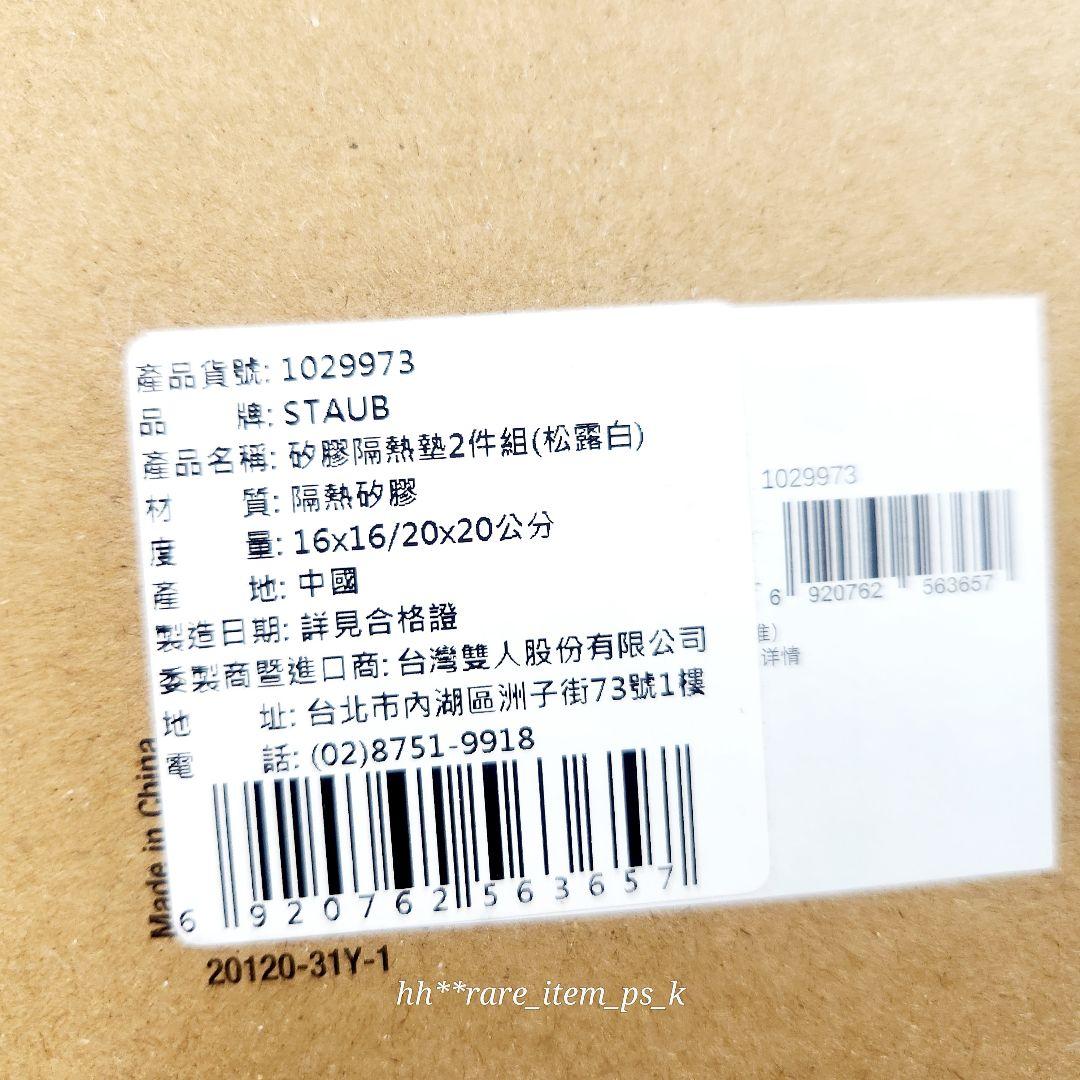 產品貨號: 1029973
品 牌: STAUB
產品名稱: 矽膠隔熱墊2件組(松露白)
材 質: 隔熱矽膠
度 量: 16x16/20x20公分
產 地: 中國
製造日期: 詳見合格證
委製商暨進口商: 台灣雙人股份有限公司
地 址: 台北市內湖區洲子街73號1樓
電 話: (02)8751-9918
6 920762 563657
1029973
6 920762 563657
准)
详情
Made in China
20120-31Y-1
hh**rare_item_ps_k